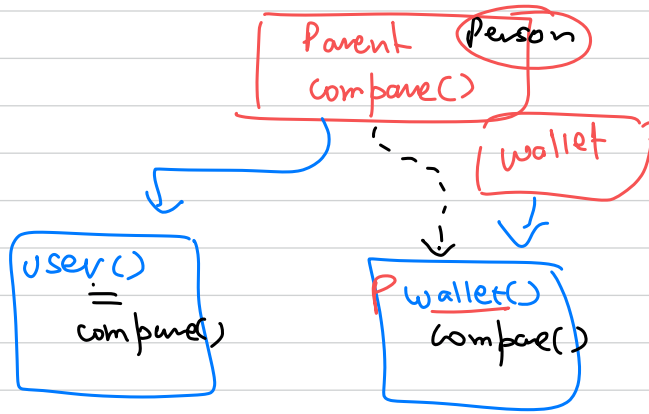 Parent Person
compare()
wallet
user()
compare()
P wallet()
compare()